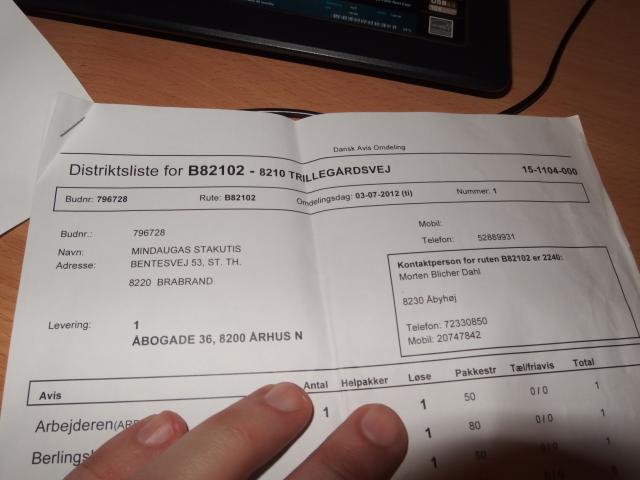 Dansk Avis Omdeling
Distriktsliste for B82102 - 8210 TRILLEGÅRDSVEJ 15-1104-000
Budnr: 796728 Rute: B82102 Omdelingsdag: 03-07-2012 (ti) Nummer: 1
Budnr.: 796728
Navn: MINDAUGAS STAKUTIS
Adresse: BENTESVEJ 53, ST. TH.
8220 BRABRAND
Mobil:
Telefon: 52889931
Kontaktperson for ruten B82102 er 2240:
Morten Blicher Dahl
8230 Åbyhøj
Telefon: 72330850
Mobil: 20747842
Levering: 1
ÅBOGADE 36, 8200 ÅRHUS N
Avis Antal Helpakker Løse Pakkestr Tæl/friavis Total
Arbejderen 1 1 50 0 / 0 1
1 80 0 / 0 1
1 50 0 / 0 1